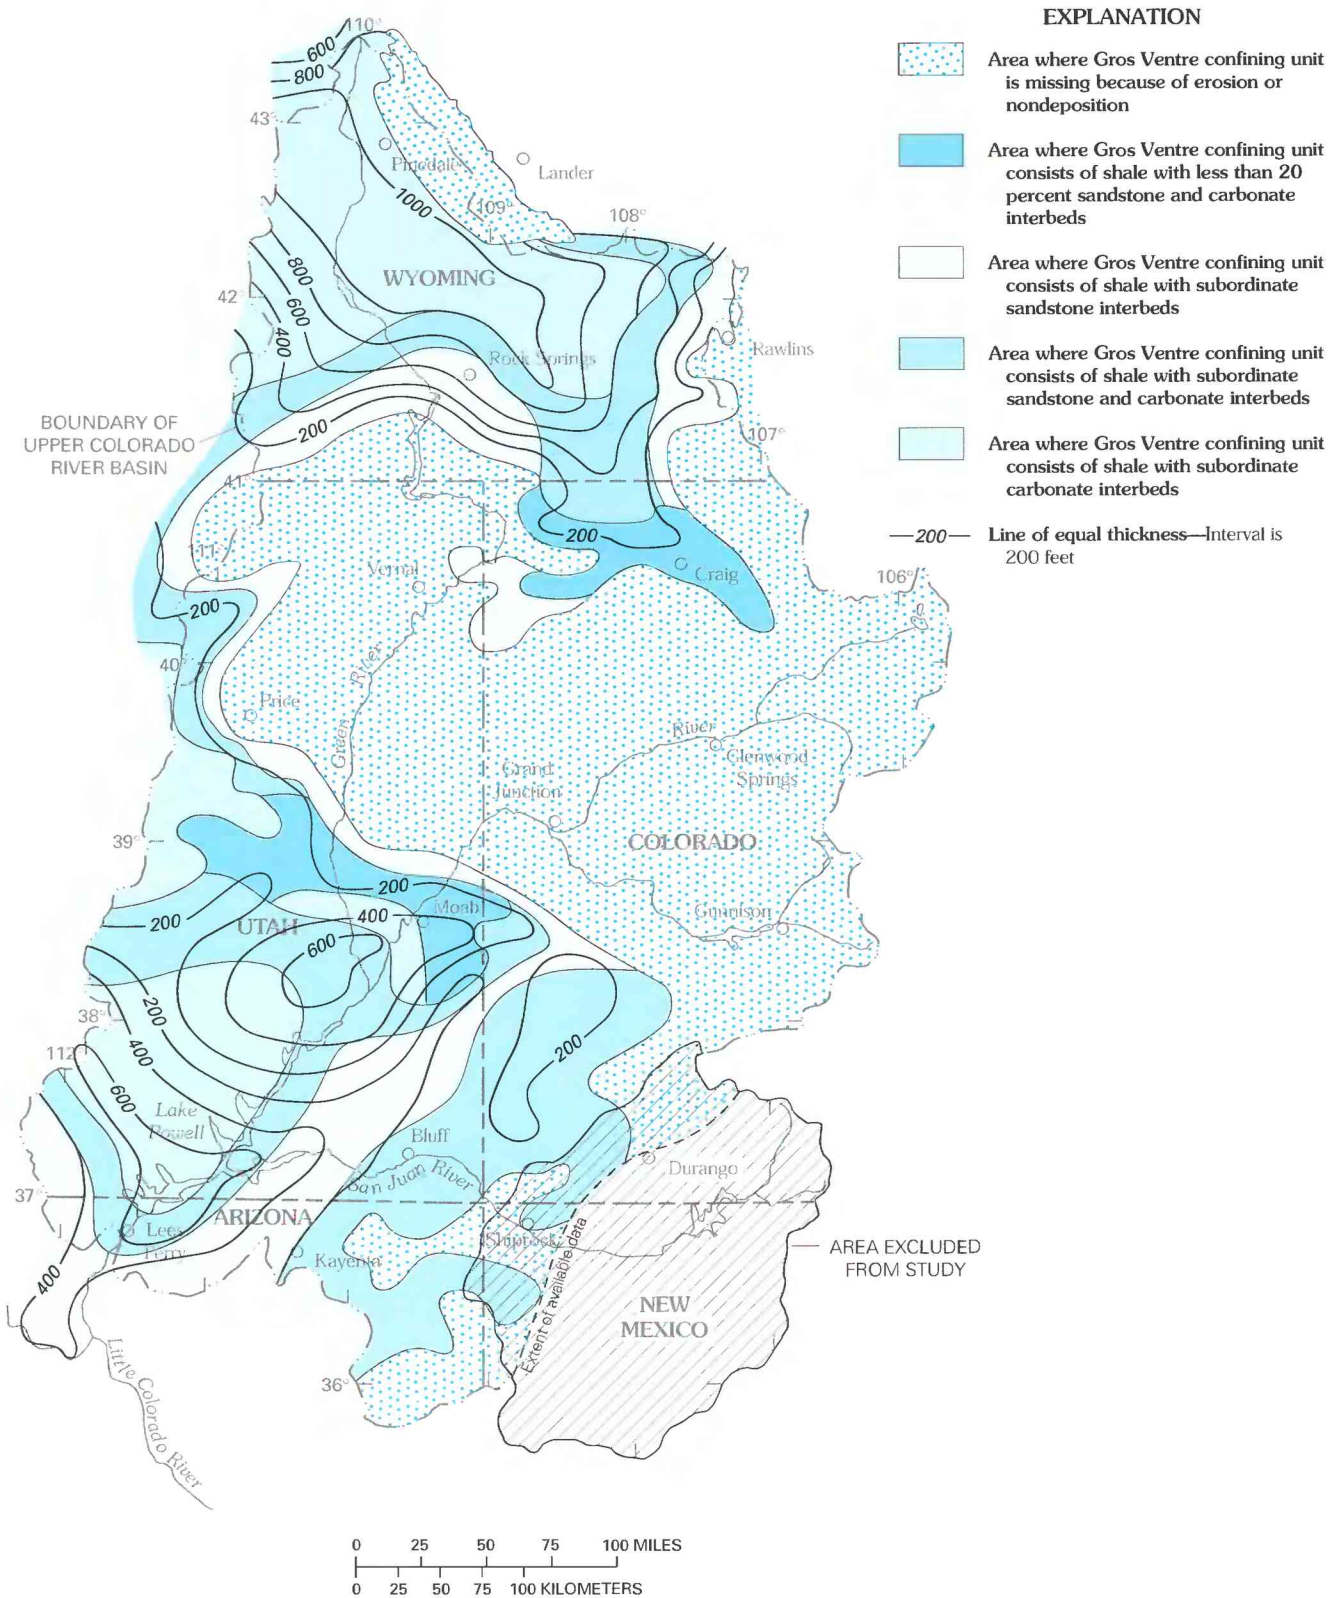 EXPLANATION
Area where Gros Ventre confining unit
is missing because of erosion or
nondeposition
Area where Gros Ventre confining unit
consists of shale with less than 20
percent sandstone and carbonate
interbeds
Area where Gros Ventre confining unit
consists of shale with subordinate
sandstone interbeds
Area where Gros Ventre confining unit
consists of shale with subordinate
sandstone and carbonate interbeds
Area where Gros Ventre confining unit
consists of shale with subordinate
carbonate interbeds
—200— Line of equal thickness—Interval is
200 feet
110°
600
800
43°
Pinedale
Lander
1000
109°
108°
WYOMING
800
42°
600
400
Rock Springs
Rawlins
BOUNDARY OF
UPPER COLORADO
RIVER BASIN
200
107°
41°
200
111°
Vernal
Craig
106°
200
40°
Green River
Price
River
Glenwood
Springs
Grand
Junction
39°
COLORADO
200
Moab
Gunnison
200
UTAH
400
600
200
38°
400
200
112°
600
Lake
Powell
Bluff
San Juan River
Durango
37°
ARIZONA
Lees
Ferry
Shiprock
Kayenta
AREA EXCLUDED
FROM STUDY
400
Extent of available data
NEW
MEXICO
Little Colorado River
36°
0 25 50 75 100 MILES
0 25 50 75 100 KILOMETERS